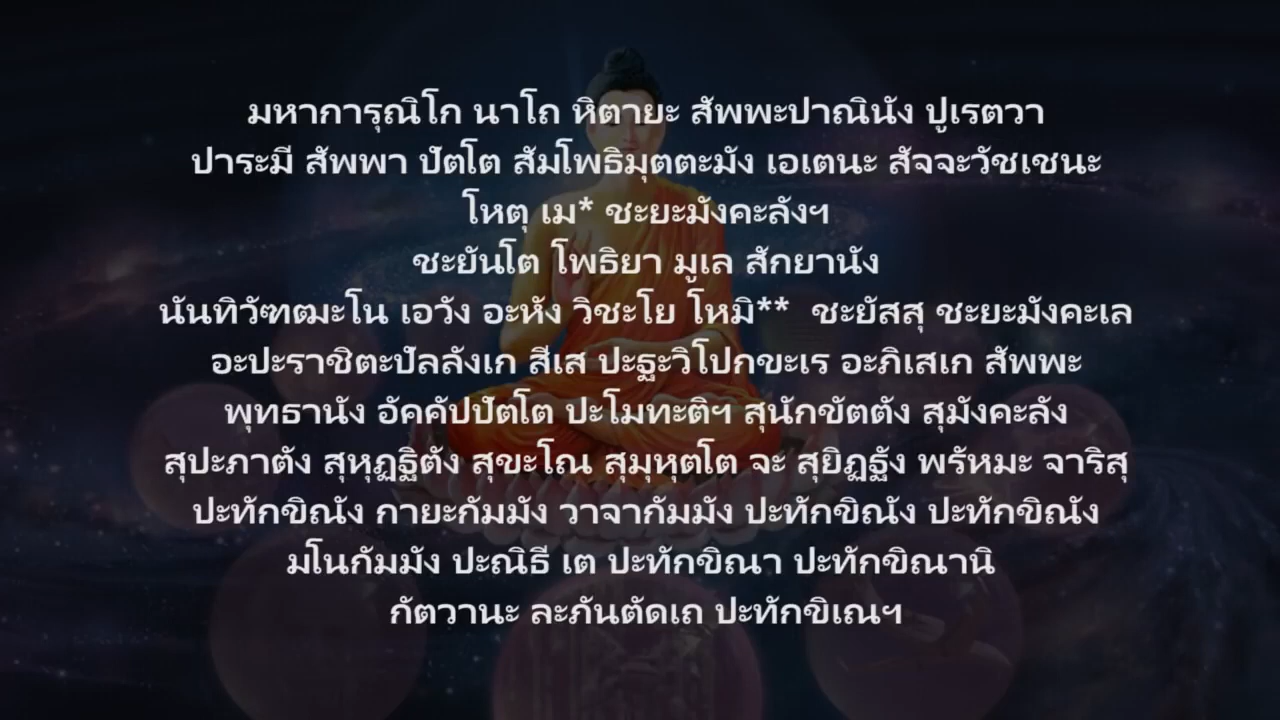 มหาการุณิโก นาโถ หิตายะ สัพพะปาณินัง ปูเรตวา
ปาระมี สัพพา ปัตโต สัมโพธิมุตตะมัง เอเตนะ สัจจะวัชเชนะ
โหตุ เม* ชะยะมังคะลังฯ
ชะยันโต โพธิยา มูเล สักยานัง
นันทิวัฑฒะโน เอวัง อะหัง วิชะโย โหมิ** ชะยัสสุ ชะยะมังคะเล
อะปะราชิตะปัลลังเก สีเส ปะฐะวิโปกขะเร อะภิเสเก สัพพะ
พุทธานัง อัคคัปปัตโต ปะโมทะติฯ สุนักขัตตัง สุมังคะลัง
สุปะภาตัง สุหุฏฐิตัง สุขะโณ สุมุหุตโต จะ สุยิฏฐัง พรัหมะ จาริสุ
ปะทักขิณัง กายะกัมมัง วาจากัมมัง ปะทักขิณัง ปะทักขิณัง
มโนกัมมัง ปะณิธี เต ปะทักขิณา ปะทักขิณานิ
กัตวานะ ละภันตัตเถ ปะทักขิเณฯ